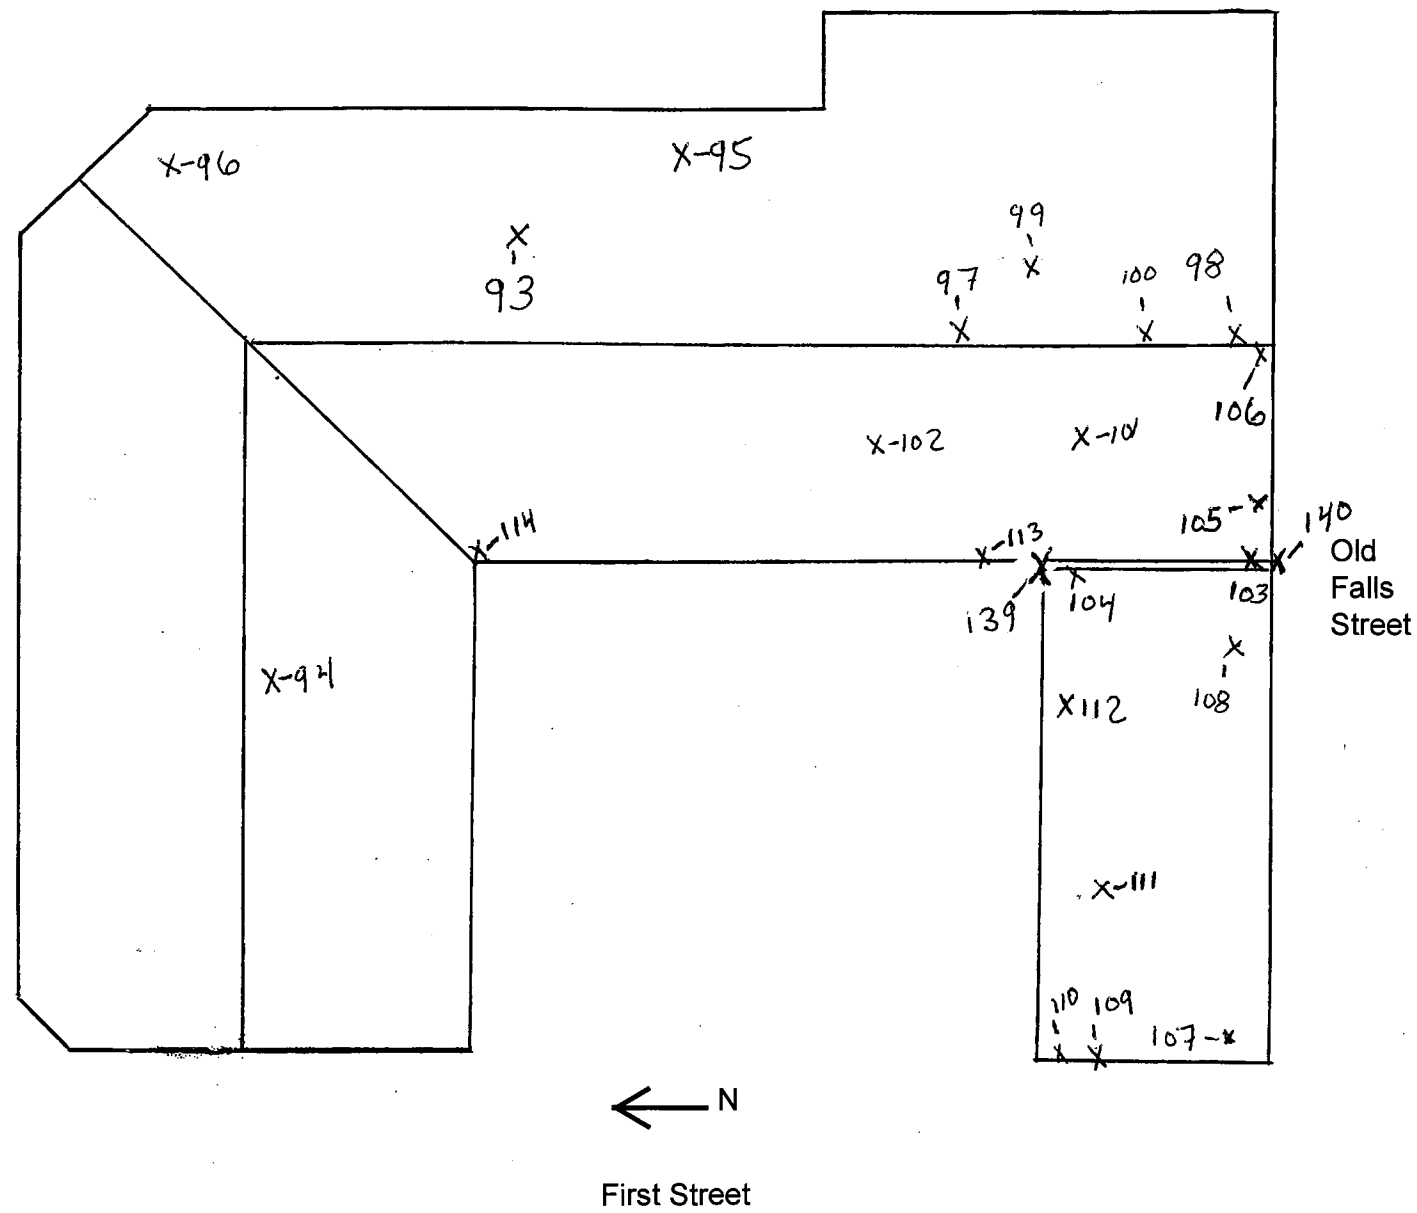 X-96
X-95
X
93
99
X
97
X
100
X
98
X
X
106
X-102
X-101
X-114
X-113
X
139
X
104
105-X
X
103
X
140
Old
Falls
Street
X-94
X
108
X112
X-111
110
X
109
X
107-X
N
First Street